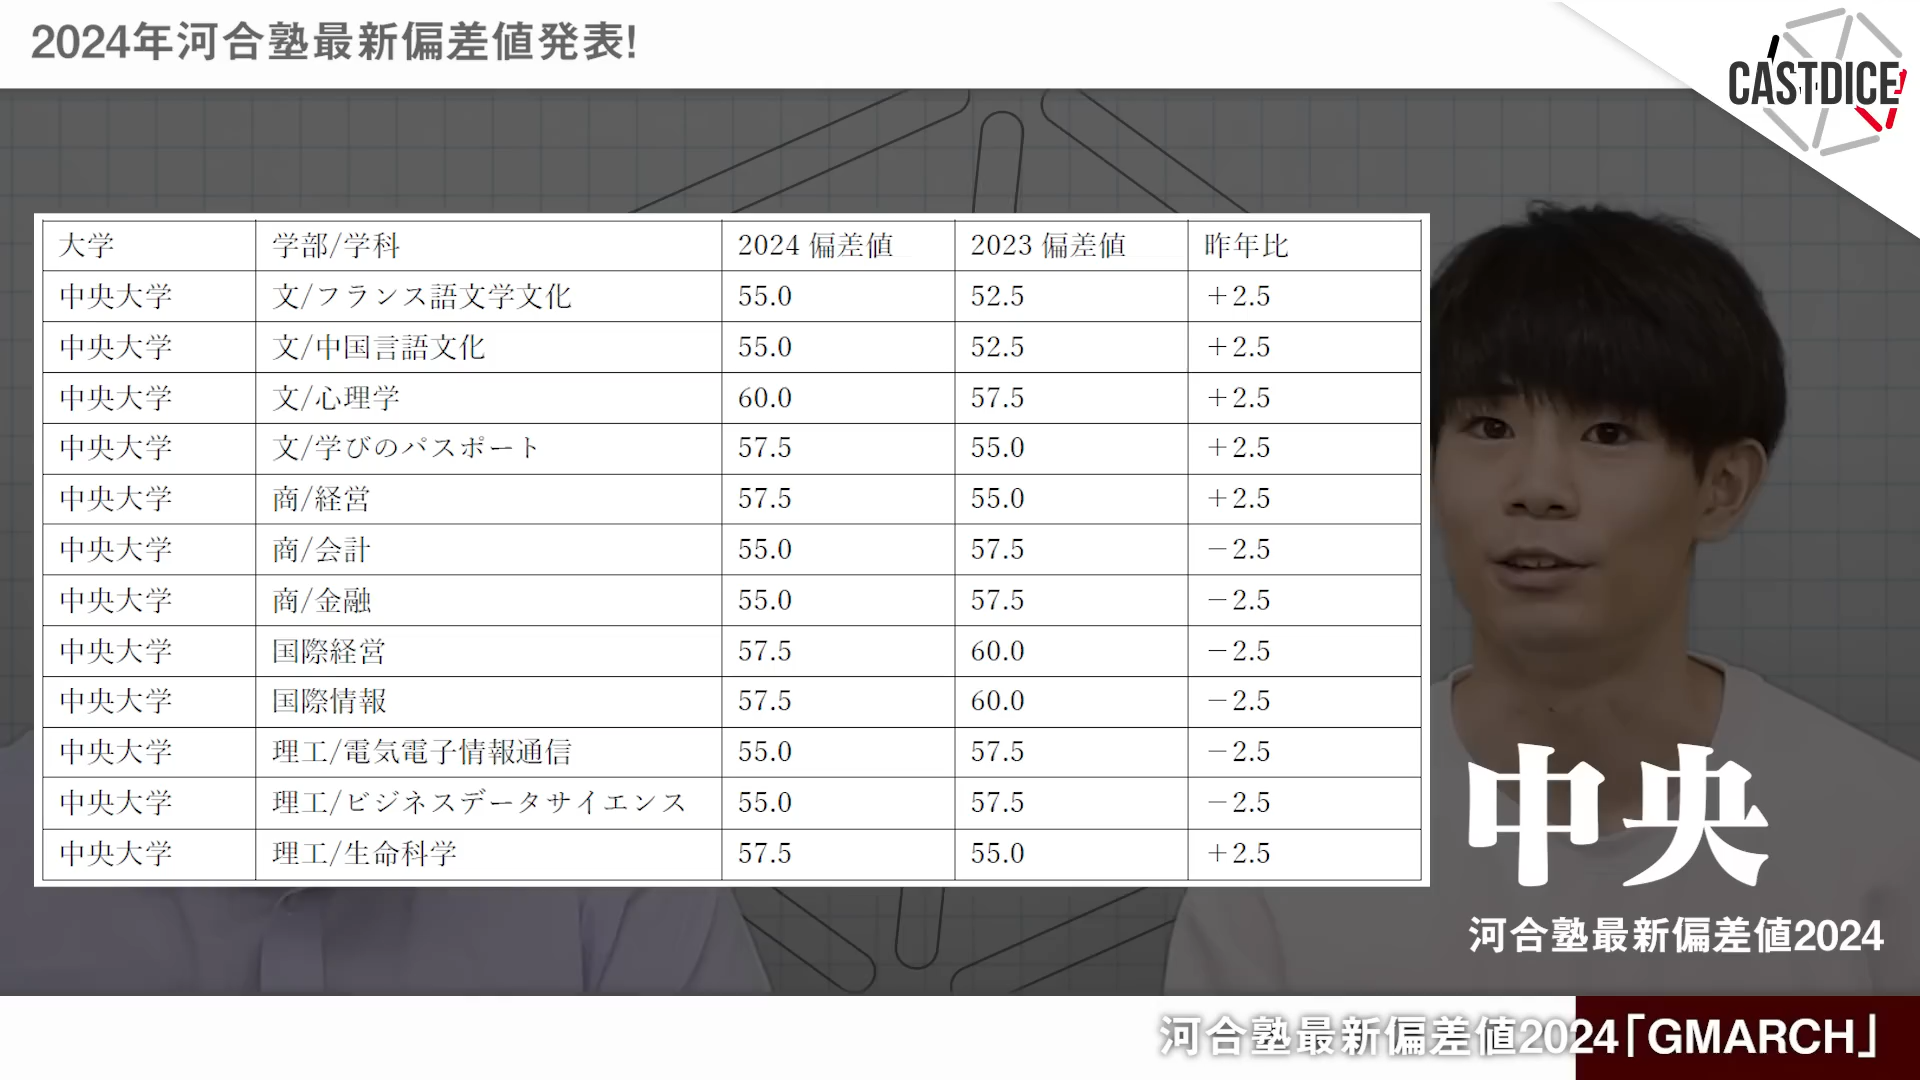 2024年河合塾最新偏差値発表!
CASTDICE!
大学 学部/学科 2024 偏差値 2023 偏差値 昨年比
中央大学 文/フランス語文学文化 55.0 52.5 +2.5
中央大学 文/中国言語文化 55.0 52.5 +2.5
中央大学 文/心理学 60.0 57.5 +2.5
中央大学 文/学びのパスポート 57.5 55.0 +2.5
中央大学 商/経営 57.5 55.0 +2.5
中央大学 商/会計 55.0 57.5 −2.5
中央大学 商/金融 55.0 57.5 −2.5
中央大学 国際経営 57.5 60.0 −2.5
中央大学 国際情報 57.5 60.0 −2.5
中央大学 理工/電気電子情報通信 55.0 57.5 −2.5
中央大学 理工/ビジネスデータサイエンス 55.0 57.5 −2.5
中央大学 理工/生命科学 57.5 55.0 +2.5
中央
河合塾最新偏差値2024
河合塾最新偏差値2024「GMARCH」